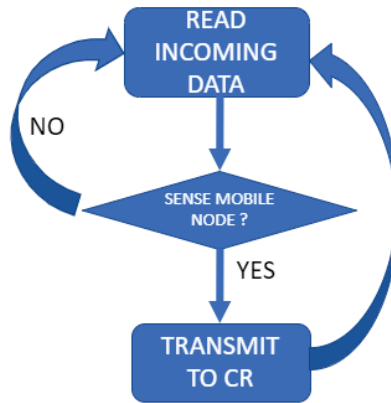 READ
INCOMING
DATA
NO
SENSE MOBILE
NODE ?
YES
TRANSMIT
TO CR